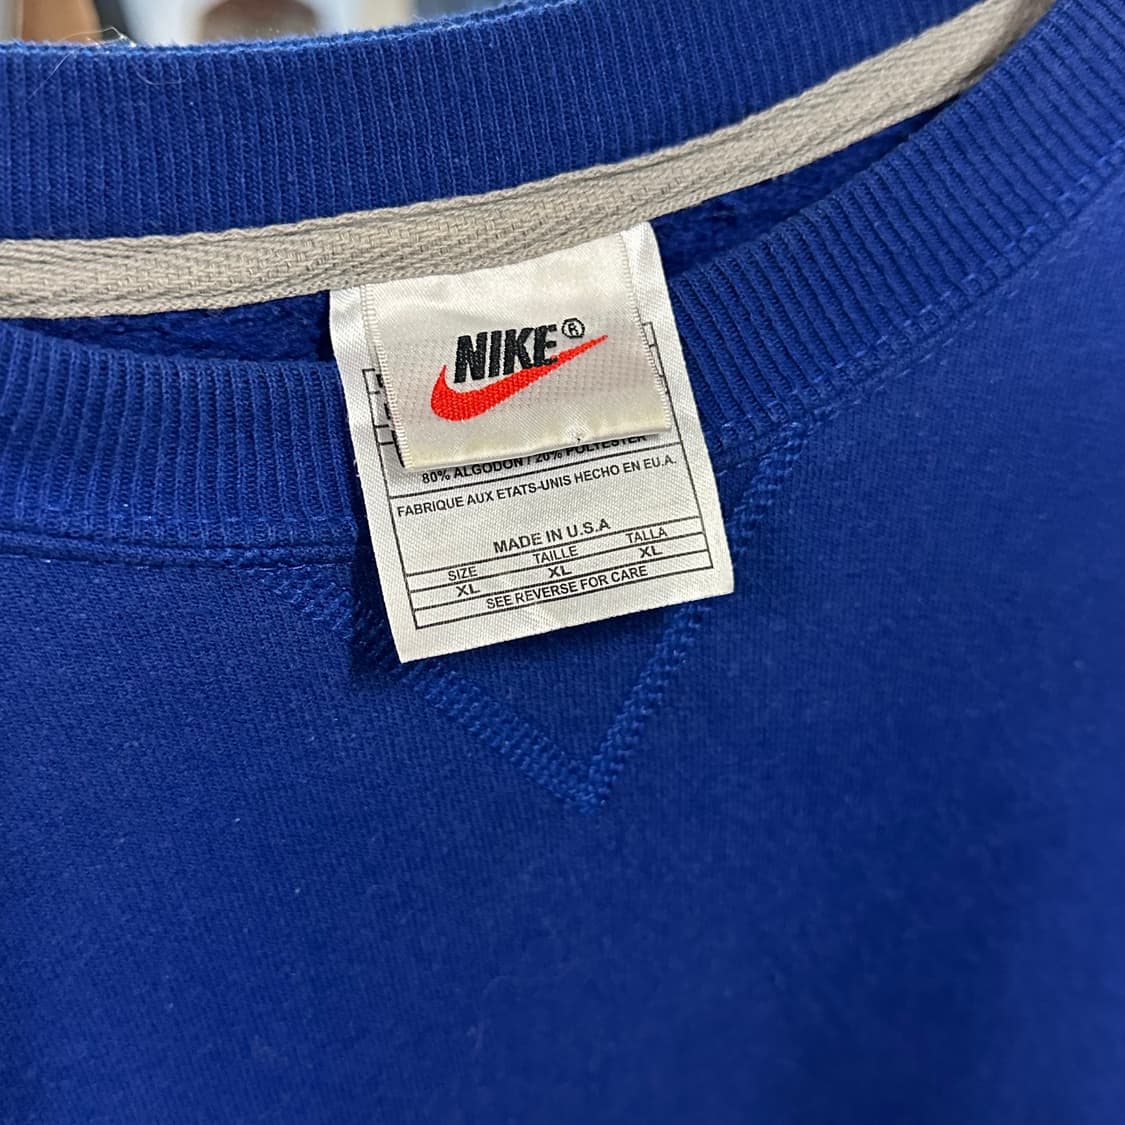 NIKE®
80% ALGODON / 20% POLYESTER
FABRIQUE AUX ETATS-UNIS HECHO EN EU.A.
MADE IN U.S.A
SIZE TAILLE TALLA
XL XL XL
SEE REVERSE FOR CARE